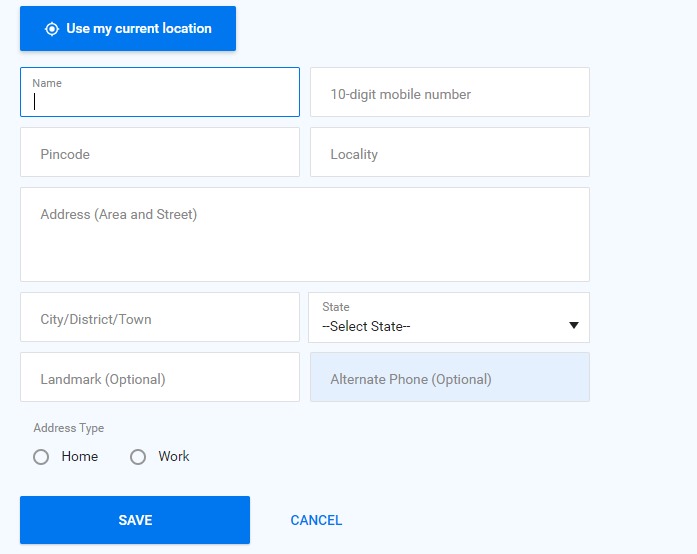 Use my current location
Name
10-digit mobile number
Pincode
Locality
Address (Area and Street)
City/District/Town
State
--Select State--
Landmark (Optional)
Alternate Phone (Optional)
Address Type
Home
Work
SAVE
CANCEL